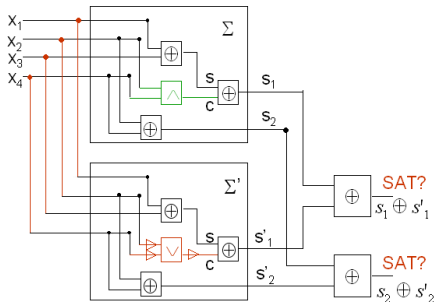 x1
x2
x3
x4
Σ
⊕
∧
s
c
⊕
s1
⊕
s2
Σ'
⊕
∨
s
c
⊕
s'1
⊕
s'2
⊕
SAT?
s1 ⊕ s'1
⊕
SAT?
s2 ⊕ s'2